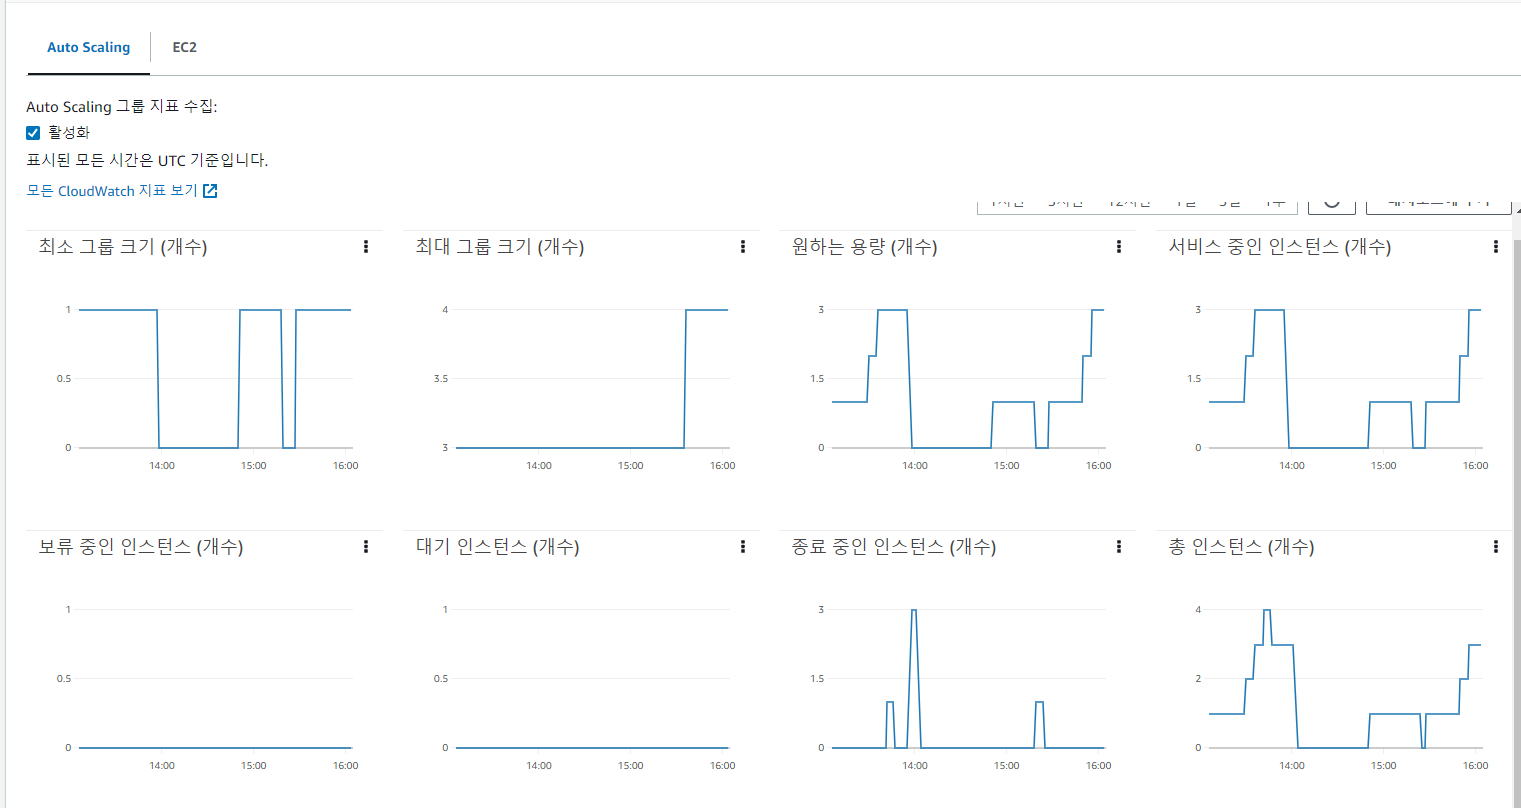 Auto Scaling
EC2
Auto Scaling 그룹 지표 수집:
활성화
표시된 모든 시간은 UTC 기준입니다.
모든 CloudWatch 지표 보기
최소 그룹 크기 (개수)
최대 그룹 크기 (개수)
원하는 용량 (개수)
서비스 중인 인스턴스 (개수)
1
0.5
0
14:00 15:00 16:00
4
3.5
3
14:00 15:00 16:00
3
1.5
0
14:00 15:00 16:00
3
1.5
0
14:00 15:00 16:00
보류 중인 인스턴스 (개수)
대기 인스턴스 (개수)
종료 중인 인스턴스 (개수)
총 인스턴스 (개수)
1
0.5
0
14:00 15:00 16:00
1
0.5
0
14:00 15:00 16:00
3
1.5
0
14:00 15:00 16:00
4
2
0
14:00 15:00 16:00